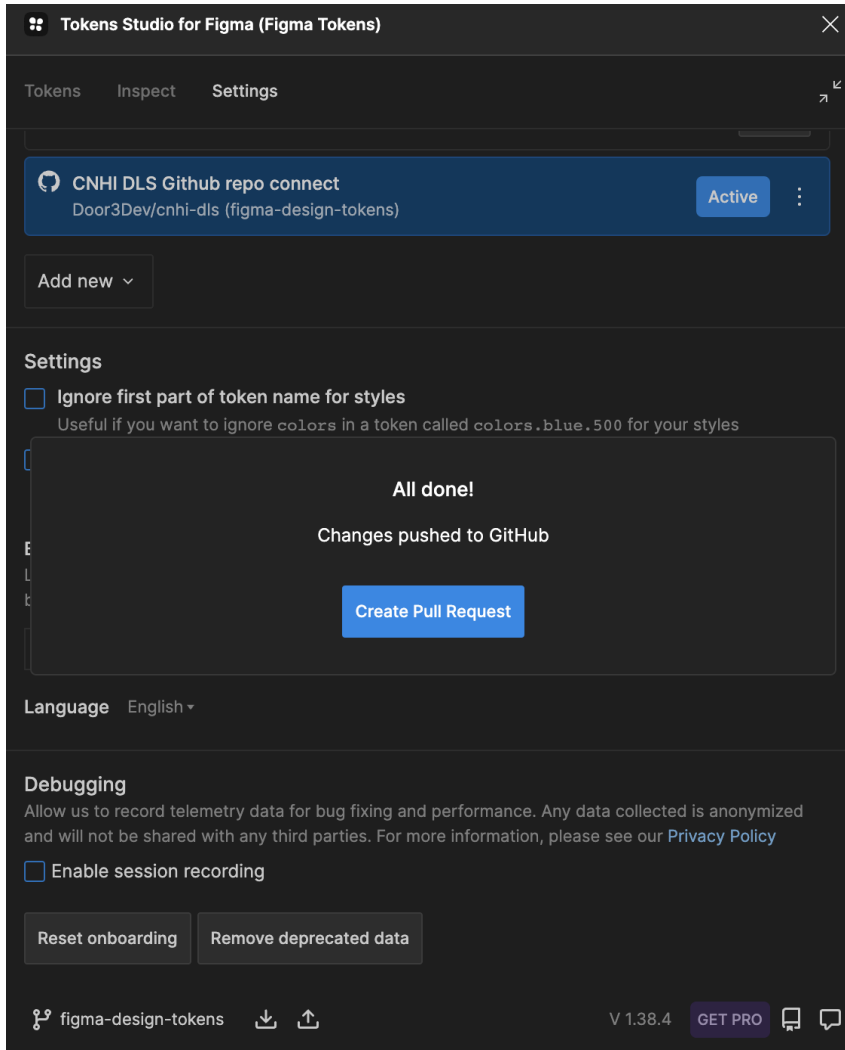 Tokens Studio for Figma (Figma Tokens)
Tokens Inspect Settings
CNHI DLS Github repo connect
Door3Dev/cnhi-dls (figma-design-tokens)
Active
Add new
Settings
Ignore first part of token name for styles
Useful if you want to ignore colors in a token called colors.blue.500 for your styles
All done!
Changes pushed to GitHub
Create Pull Request
Language English
Debugging
Allow us to record telemetry data for bug fixing and performance. Any data collected is anonymized
and will not be shared with any third parties. For more information, please see our Privacy Policy
Enable session recording
Reset onboarding Remove deprecated data
figma-design-tokens V 1.38.4 GET PRO